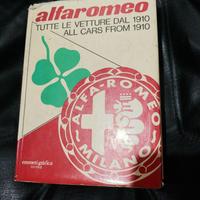 alfaromeo
TUTTE LE VETTURE DAL 1910
ALL CARS FROM 1910
ALFA-ROMEO
MILANO
emmetigrafica